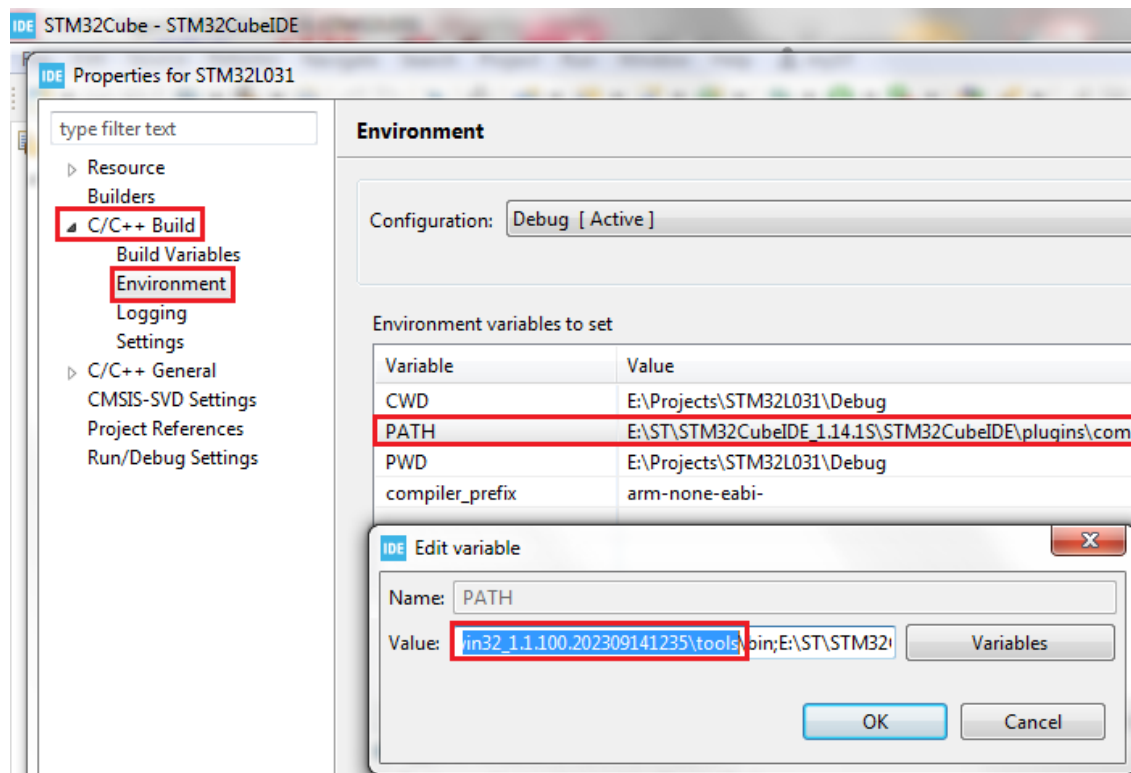 IDE STM32Cube - STM32CubeIDE
IDE Properties for STM32L031
type filter text
Resource
Builders
C/C++ Build
Build Variables
Environment
Logging
Settings
C/C++ General
CMSIS-SVD Settings
Project References
Run/Debug Settings
Environment
Configuration: Debug [ Active ]
Environment variables to set
Variable Value
CWD E:\Projects\STM32L031\Debug
PATH E:\ST\STM32CubeIDE_1.14.1S\STM32CubeIDE\plugins\com
PWD E:\Projects\STM32L031\Debug
compiler_prefix arm-none-eabi-
IDE Edit variable
Name: PATH
Value: in32_1.1.100.202309141235\tools\bin;E:\ST\STM32 Variables
OK Cancel